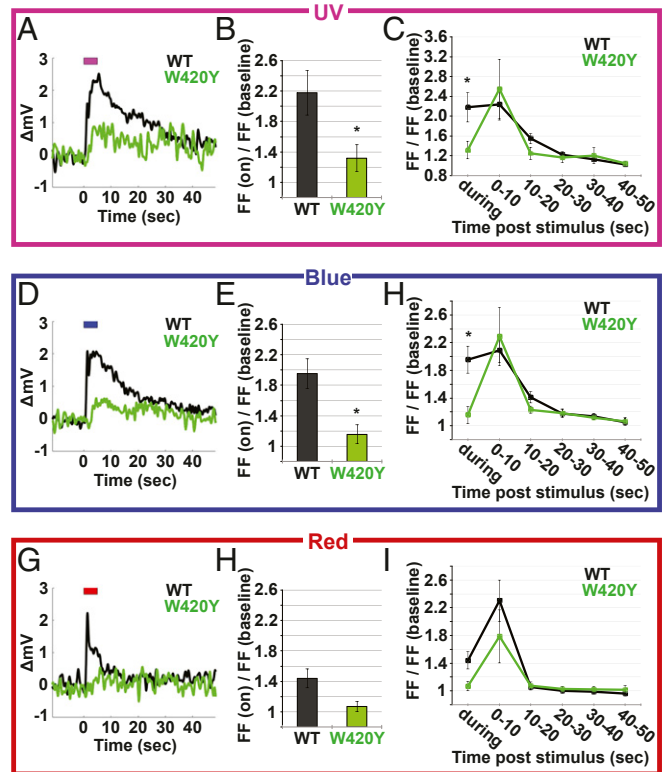 UV
A
3
2
1
0
-1
ΔmV
WT
W420Y
0 10 20 30 40
Time (sec)
B
2.6
2.2
1.8
1.4
1
FF (on) / FF (baseline)
*
WT W420Y
C
3.6
3.2
2.8
2.4
2.0
1.6
1.2
0.8
FF / FF (baseline)
WT
W420Y
*
during 0-10 10-20 20-30 30-40 40-50
Time post stimulus (sec)
Blue
D
3
2
1
0
-1
ΔmV
WT
W420Y
0 10 20 30 40
Time (sec)
E
2.6
2.2
1.8
1.4
1
FF (on) / FF (baseline)
*
WT W420Y
H
2.6
2.2
1.8
1.4
1
FF / FF (baseline)
WT
W420Y
*
during 0-10 10-20 20-30 30-40 40-50
Time post stimulus (sec)
Red
G
3
2
1
0
-1
ΔmV
WT
W420Y
0 10 20 30 40
Time (sec)
H
2.6
2.2
1.8
1.4
1
FF (on) / FF (baseline)
WT W420Y
I
2.6
2.2
1.8
1.4
1
FF / FF (baseline)
WT
W420Y
during 0-10 10-20 20-30 30-40 40-50
Time post stimulus (sec)